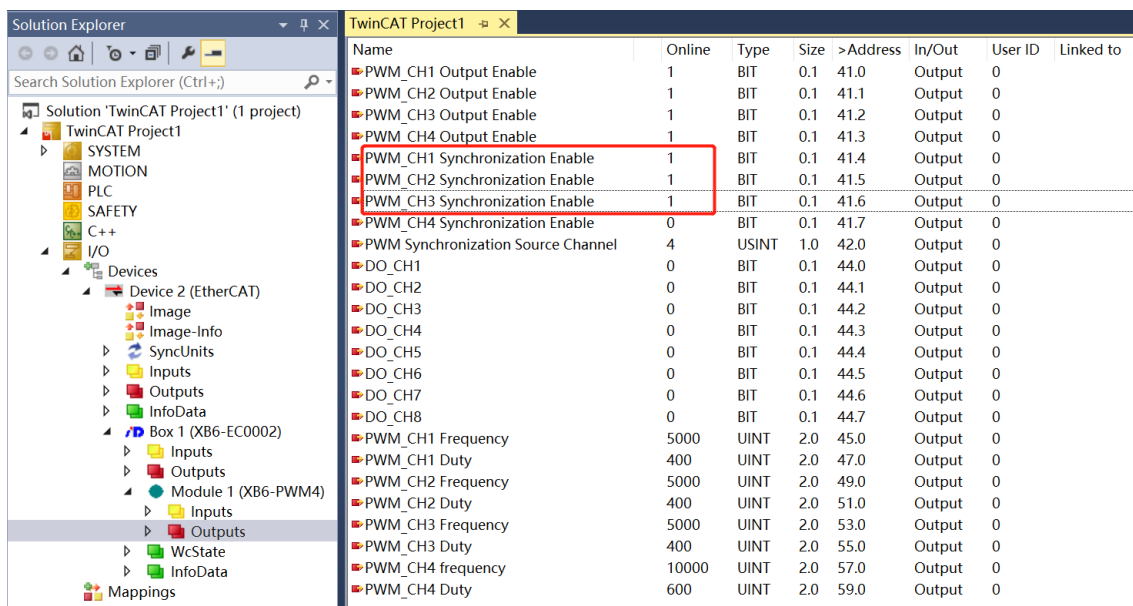 Solution Explorer
Search Solution Explorer (Ctrl+;)
Solution 'TwinCAT Project1' (1 project)
TwinCAT Project1
SYSTEM
MOTION
PLC
SAFETY
C++
I/O
Devices
Device 2 (EtherCAT)
Image
Image-Info
SyncUnits
Inputs
Outputs
InfoData
Box 1 (XB6-EC0002)
Inputs
Outputs
Module 1 (XB6-PWM4)
Inputs
Outputs
WcState
InfoData
Mappings
TwinCAT Project1
Name Online Type Size >Address In/Out User ID Linked to
PWM_CH1 Output Enable 1 BIT 0.1 41.0 Output 0
PWM_CH2 Output Enable 1 BIT 0.1 41.1 Output 0
PWM_CH3 Output Enable 1 BIT 0.1 41.2 Output 0
PWM_CH4 Output Enable 1 BIT 0.1 41.3 Output 0
PWM_CH1 Synchronization Enable 1 BIT 0.1 41.4 Output 0
PWM_CH2 Synchronization Enable 1 BIT 0.1 41.5 Output 0
PWM_CH3 Synchronization Enable 1 BIT 0.1 41.6 Output 0
PWM_CH4 Synchronization Enable 0 BIT 0.1 41.7 Output 0
PWM Synchronization Source Channel 4 USINT 1.0 42.0 Output 0
DO_CH1 0 BIT 0.1 44.0 Output 0
DO_CH2 0 BIT 0.1 44.1 Output 0
DO_CH3 0 BIT 0.1 44.2 Output 0
DO_CH4 0 BIT 0.1 44.3 Output 0
DO_CH5 0 BIT 0.1 44.4 Output 0
DO_CH6 0 BIT 0.1 44.5 Output 0
DO_CH7 0 BIT 0.1 44.6 Output 0
DO_CH8 0 BIT 0.1 44.7 Output 0
PWM_CH1 Frequency 5000 UINT 2.0 45.0 Output 0
PWM_CH1 Duty 400 UINT 2.0 47.0 Output 0
PWM_CH2 Frequency 5000 UINT 2.0 49.0 Output 0
PWM_CH2 Duty 400 UINT 2.0 51.0 Output 0
PWM_CH3 Frequency 5000 UINT 2.0 53.0 Output 0
PWM_CH3 Duty 400 UINT 2.0 55.0 Output 0
PWM_CH4 frequency 10000 UINT 2.0 57.0 Output 0
PWM_CH4 Duty 600 UINT 2.0 59.0 Output 0